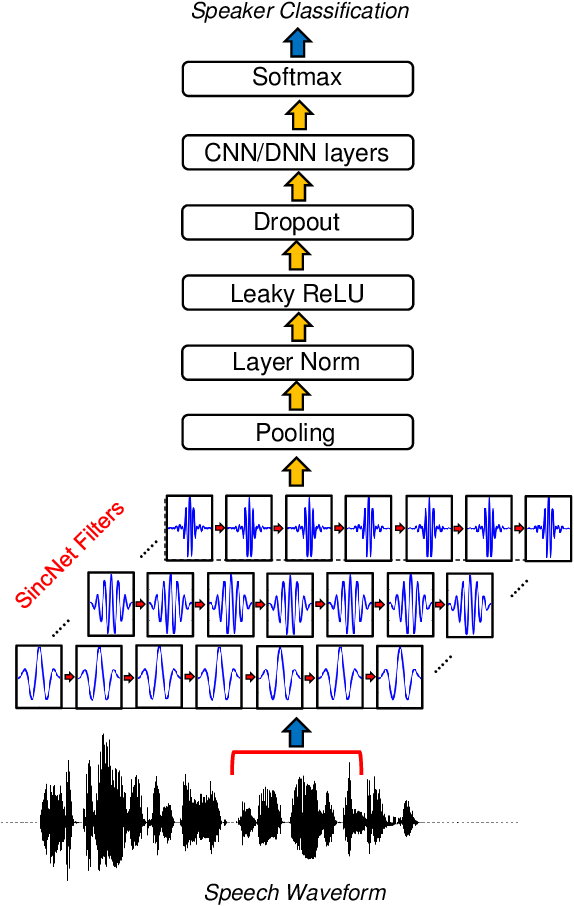 Speaker Classification
Softmax
CNN/DNN layers
Dropout
Leaky ReLU
Layer Norm
Pooling
SincNet Filters
Speech Waveform